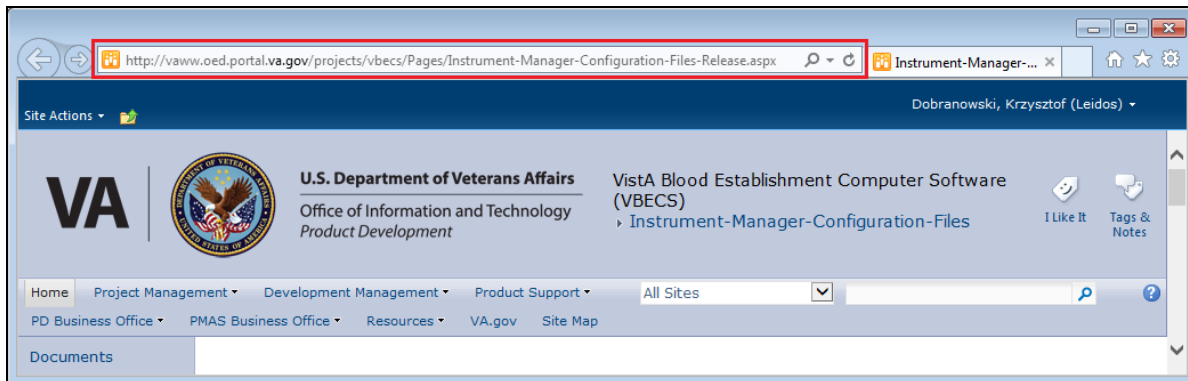 http://vaww.oed.portal.va.gov/projects/vbecs/Pages/Instrument-Manager-Configuration-Files-Release.aspx
Instrument-Manager-...
Site Actions
Dobranowski, Krzysztof (Leidos)
VA
U.S. Department of Veterans Affairs
Office of Information and Technology
Product Development
VistA Blood Establishment Computer Software
(VBECS)
Instrument-Manager-Configuration-Files
I Like It
Tags &
Notes
Home Project Management Development Management Product Support All Sites
PD Business Office PMAS Business Office Resources VA.gov Site Map
Documents